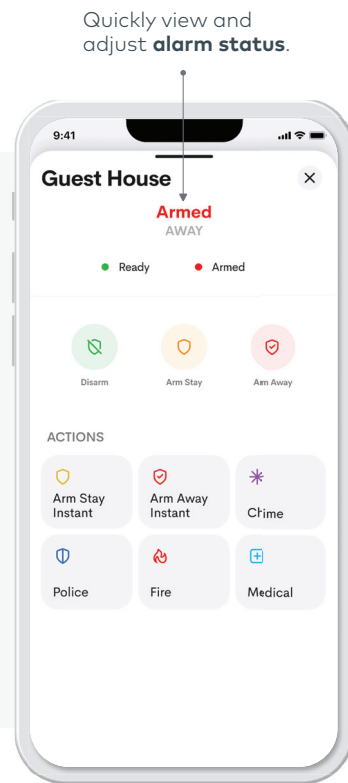 Quickly view and
adjust alarm status.
9:41
Guest House
Armed
AWAY
Ready
Armed
Disarm
Arm Stay
Arm Away
ACTIONS
Arm Stay
Instant
Arm Away
Instant
Chime
Police
Fire
Medical